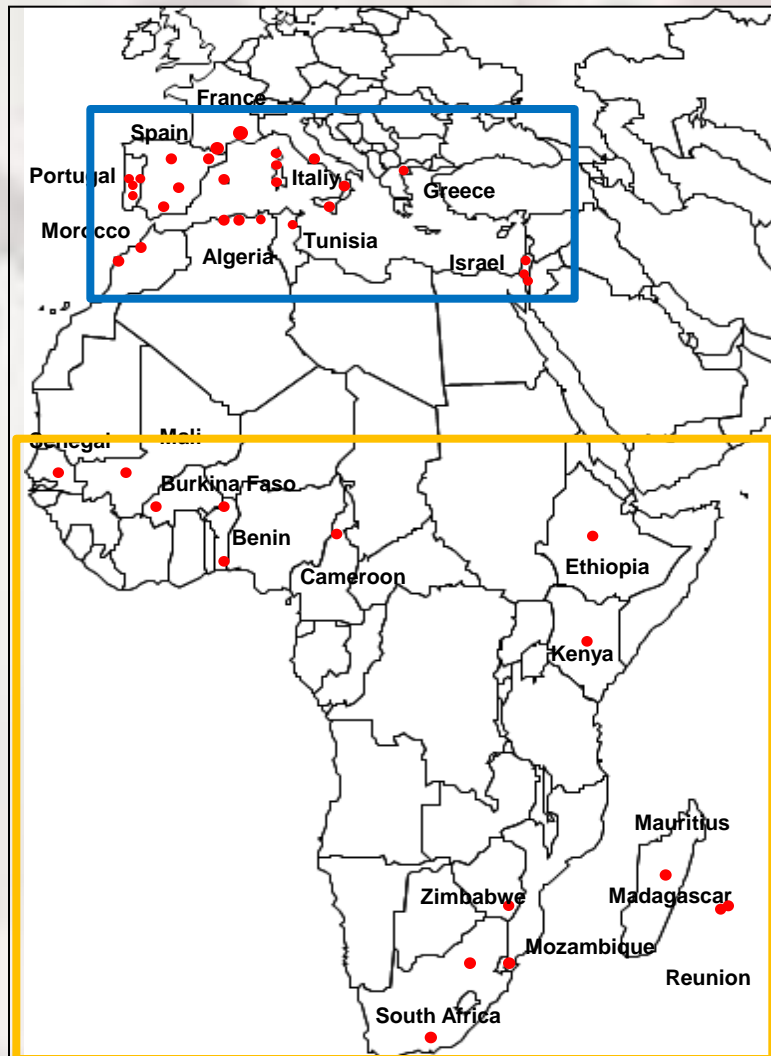 France
Spain
Portugal
Italiy
Greece
Morocco
Algeria
Tunisia
Israel
Senegal
Mali
Burkina Faso
Benin
Cameroon
Ethiopia
Kenya
Mauritius
Zimbabwe
Madagascar
Mozambique
Reunion
South Africa